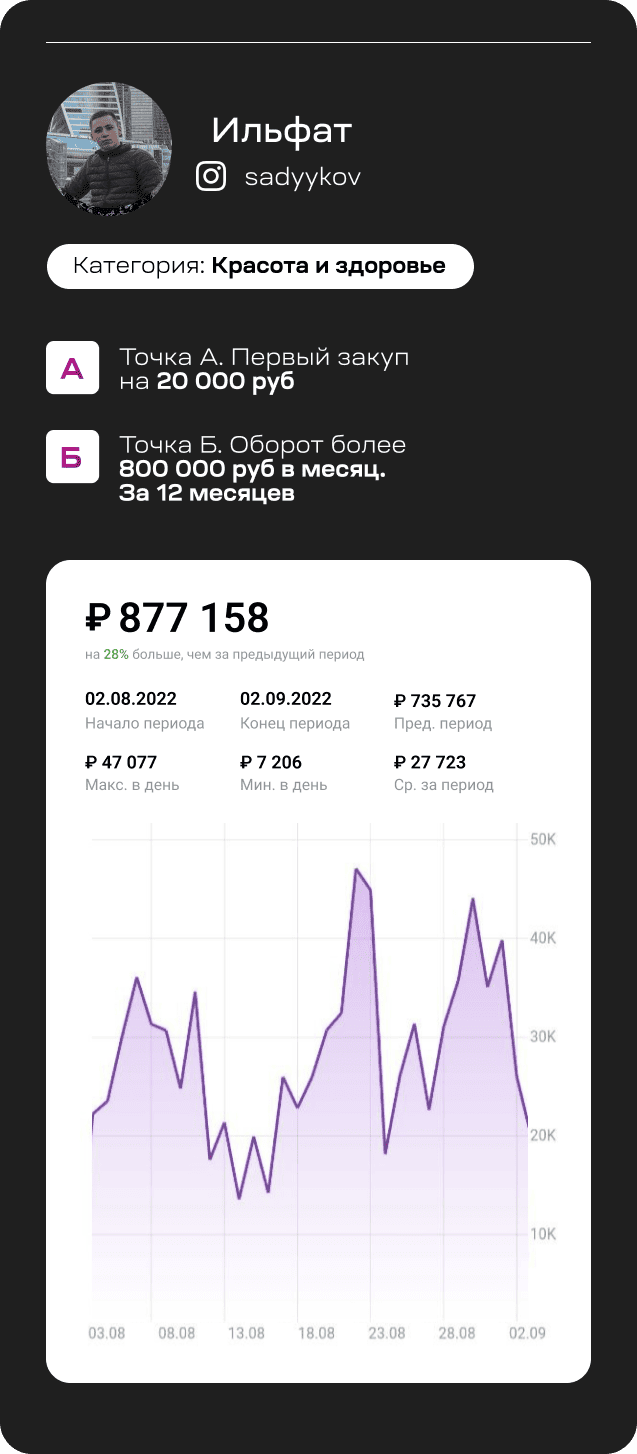 Ильфат
sadyykov
Категория: Красота и здоровье
А
Точка А. Первый закуп
на 20 000 руб
Б
Точка Б. Оборот более
800 000 руб в месяц.
За 12 месяцев
₽ 877 158
на 28% больше, чем за предыдущий период
02.08.2022
Начало периода
02.09.2022
Конец периода
₽ 735 767
Пред. период
₽ 47 077
Макс. в день
₽ 7 206
Мин. в день
₽ 27 723
Ср. за период
50K
40K
30K
20K
10K
03.08 08.08 13.08 18.08 23.08 28.08 02.09